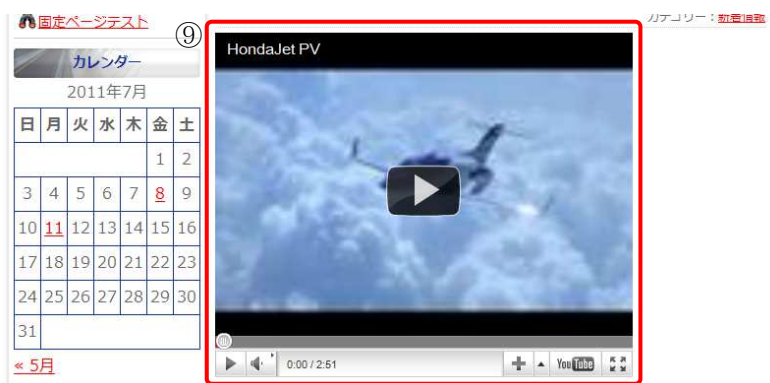 固定ページテスト
カテゴリー：新着情報
⑨
カレンダー
2011年7月
日 月 火 水 木 金 土
1 2
3 4 5 6 7 8 9
10 11 12 13 14 15 16
17 18 19 20 21 22 23
24 25 26 27 28 29 30
31
« 5月
HondaJet PV
0:00 / 2:51
YouTube